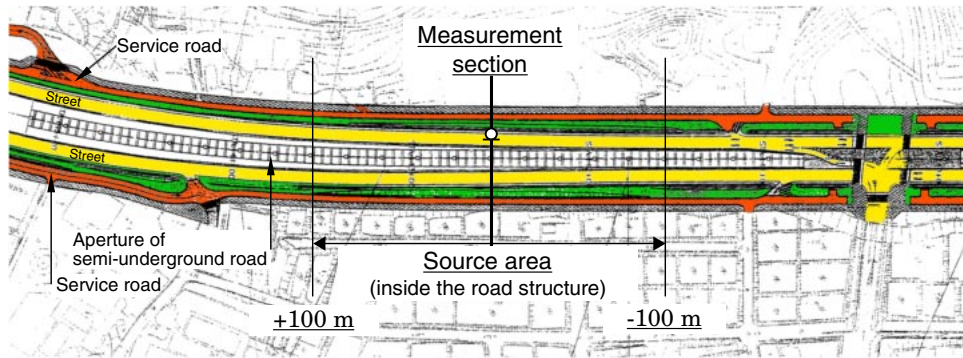 Service road
Measurement
section
Street
Street
Aperture of
semi-underground road
Service road
Source area
(inside the road structure)
+100 m
-100 m